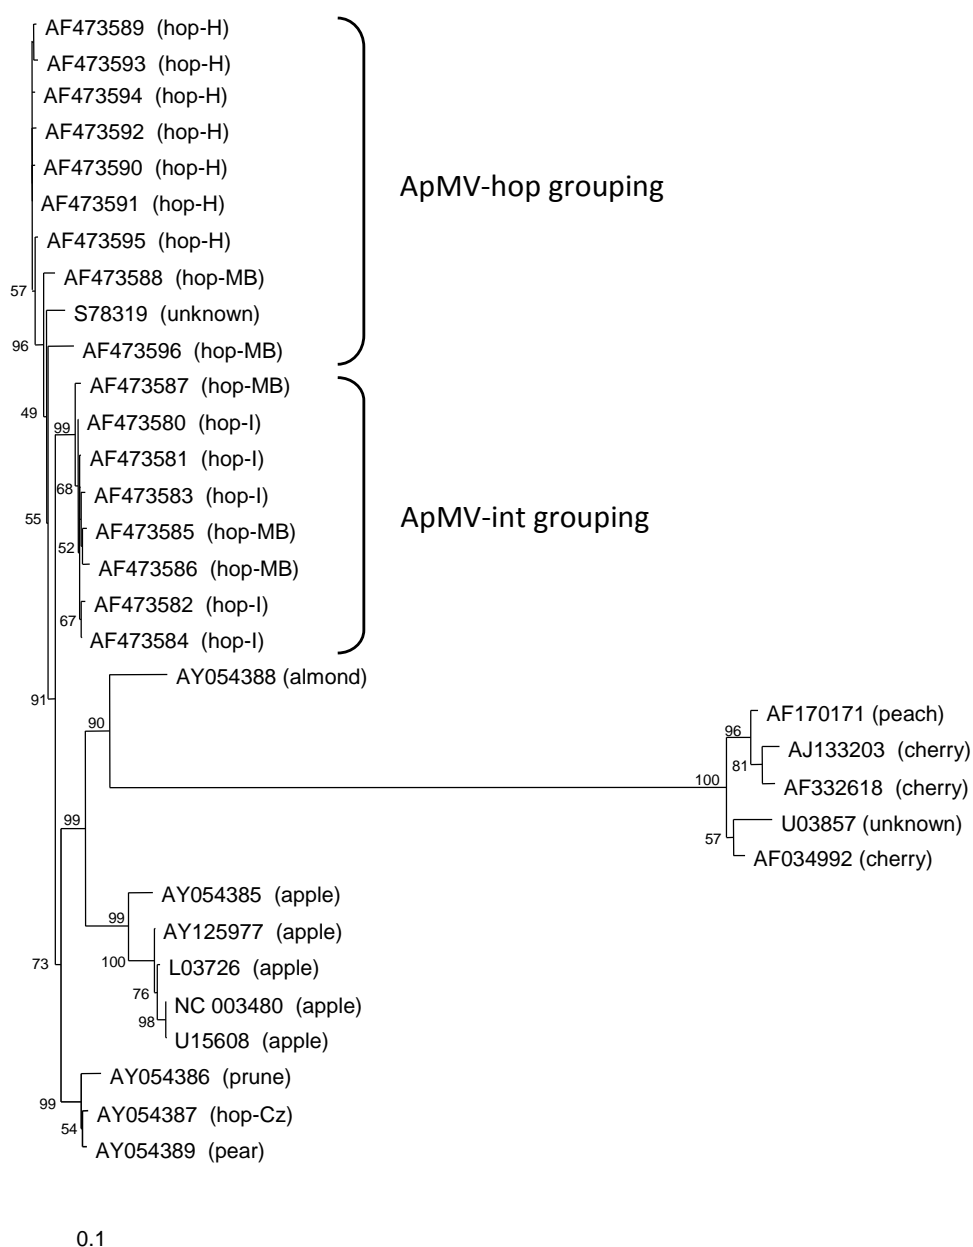 AF473589 (hop-H)
AF473593 (hop-H)
AF473594 (hop-H)
AF473592 (hop-H)
AF473590 (hop-H)
ApMV-hop grouping
AF473591 (hop-H)
AF473595 (hop-H)
AF473588 (hop-MB)
57
S78319 (unknown)
96
AF473596 (hop-MB)
AF473587 (hop-MB)
49
AF473580 (hop-I)
99
AF473581 (hop-I)
68
AF473583 (hop-I)
ApMV-int grouping
55
AF473585 (hop-MB)
52
AF473586 (hop-MB)
AF473582 (hop-I)
67
AF473584 (hop-I)
AY054388 (almond)
91
AF170171 (peach)
90
96
AJ133203 (cherry)
81
100
AF332618 (cherry)
99
U03857 (unknown)
57
AF034992 (cherry)
AY054385 (apple)
99
AY125977 (apple)
73
100
L03726 (apple)
76
NC 003480 (apple)
98
U15608 (apple)
AY054386 (prune)
99
AY054387 (hop-Cz)
54
AY054389 (pear)
0.1